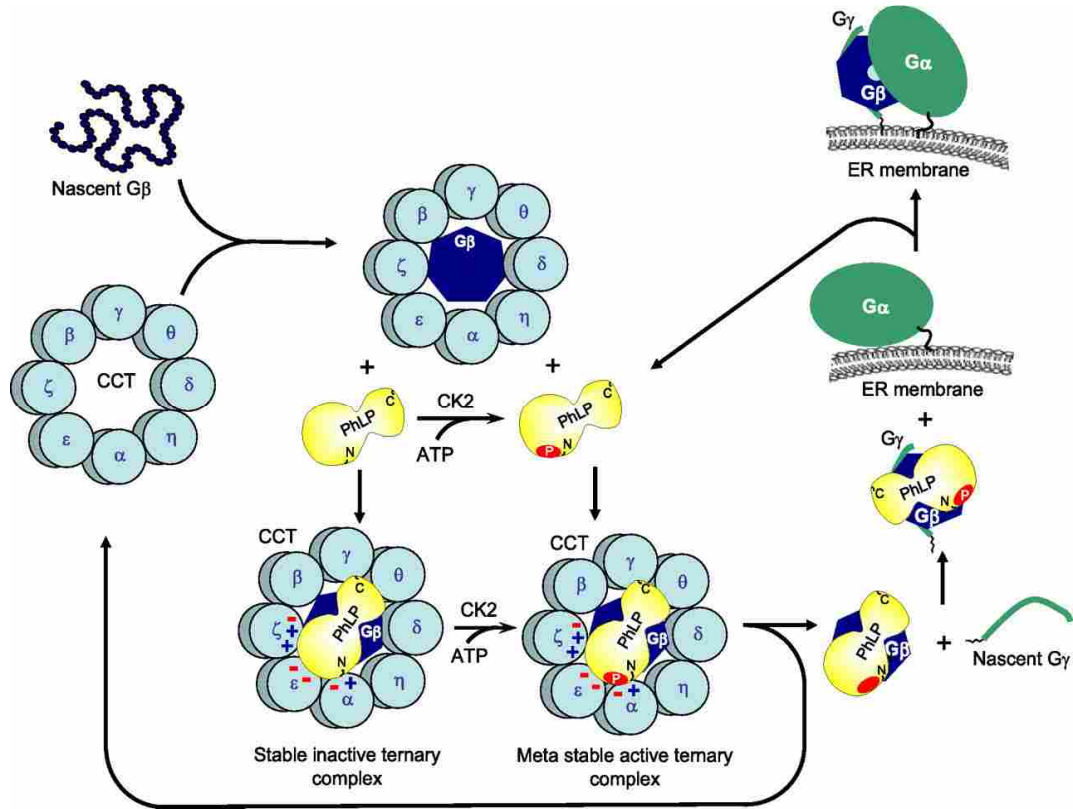 Gγ
Gα
Gβ
ER membrane
Nascent Gβ
γ
β
θ
Gβ
ζ
δ
ε
η
α
Gα
ER membrane
γ
β
θ
CCT
ζ
δ
ε
η
α
+
+
PhLP
C
N
CK2
ATP
PhLP
C
N
P
+
Gγ
C
PhLP
N
P
Gβ
CCT
γ
β
θ
C
ζ
- + +
PhLP
Gβ
δ
N
ε
- -
- +
α
η
CK2
ATP
CCT
γ
β
θ
C
ζ
- + +
PhLP
Gβ
δ
N
P
ε
- -
- +
α
η
C
PhLP
Gβ
N
+
Nascent Gγ
Stable inactive ternary
complex
Meta stable active ternary
complex